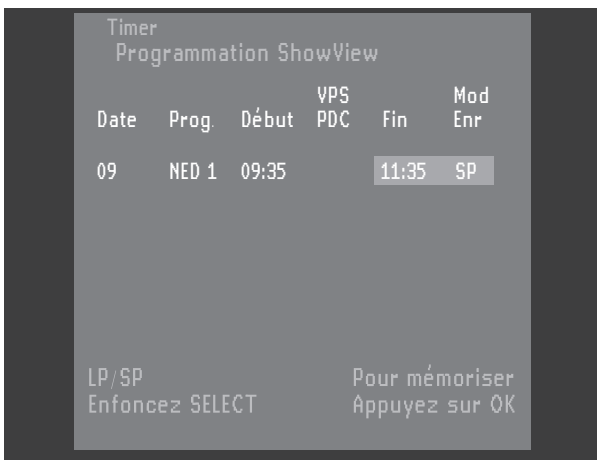 Timer
Programmation ShowView
VPS Mod
Date Prog. Début PDC Fin Enr
09 NED 1 09:35 11:35 SP
LP/SP Pour mémoriser
Enfoncez SELECT Appuyez sur OK